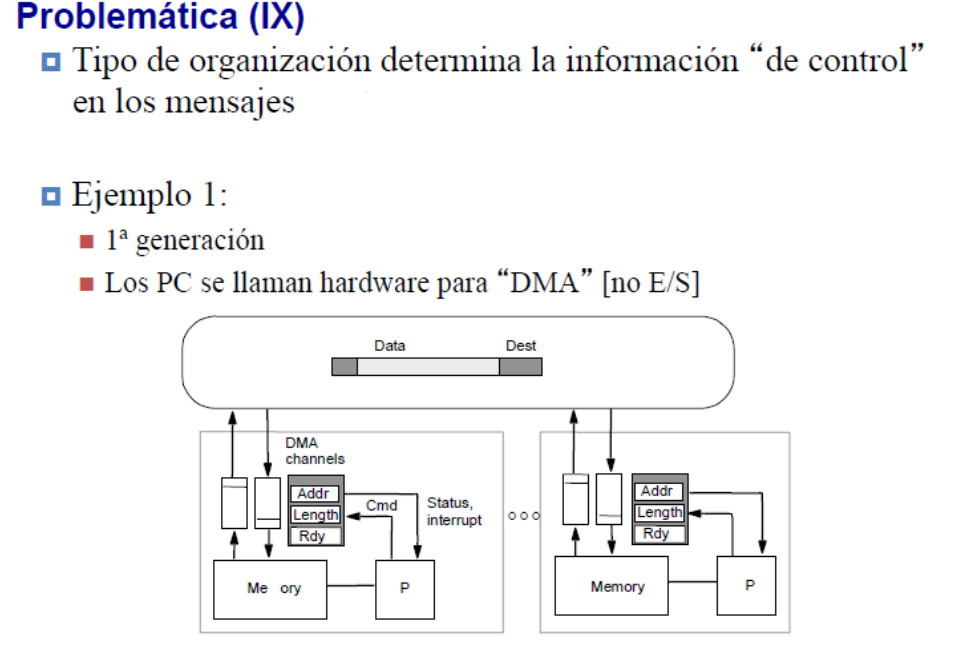 Problemática (IX)
Tipo de organización determina la información “de control”
en los mensajes
Ejemplo 1:
1ª generación
Los PC se llaman hardware para “DMA” [no E/S]
Data Dest
DMA
channels
Addr
Length
Rdy
Cmd
Status,
interrupt
Me ory
P
Addr
Length
Rdy
Memory
P